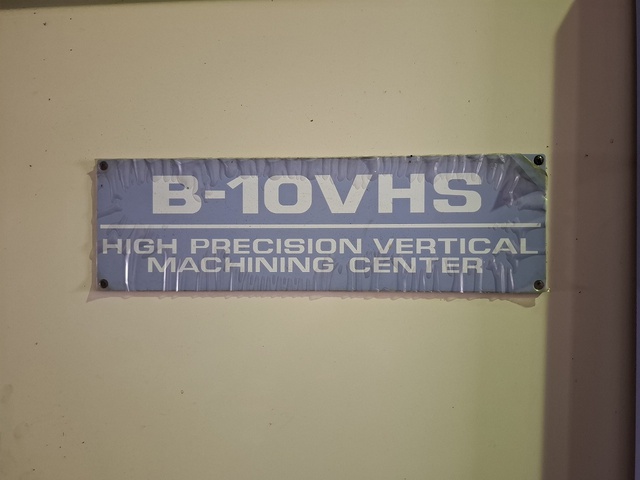 B-10VHS
HIGH PRECISION VERTICAL
MACHINING CENTER